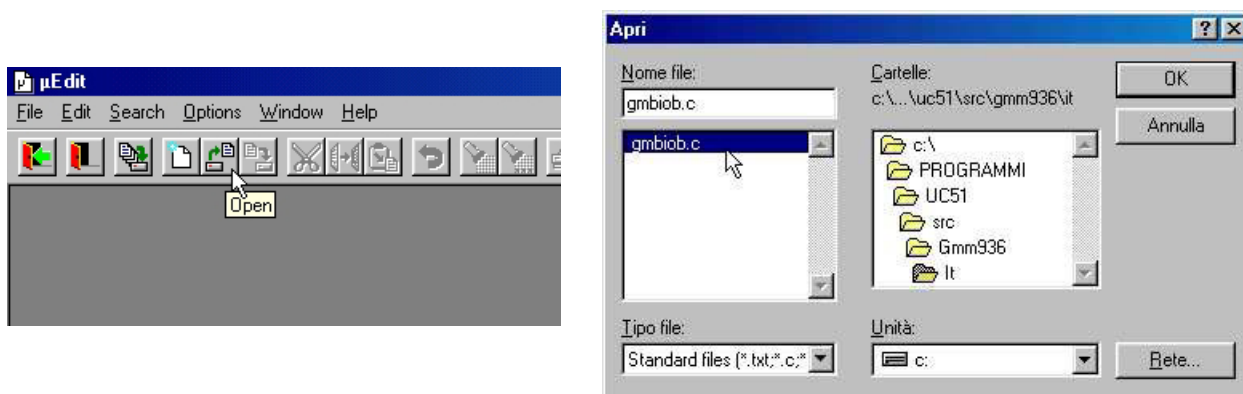 µEdit
File Edit Search Options Window Help
Open
Apri
Nome file:
gmbiob.c
gmbiob.c
Tipo file:
Standard files (*.txt;*.c;*
Cartelle:
c:\...\uc51\src\gmm936\it
c:\
PROGRAMMI
UC51
src
Gmm936
It
Unità:
c:
OK
Annulla
Rete...